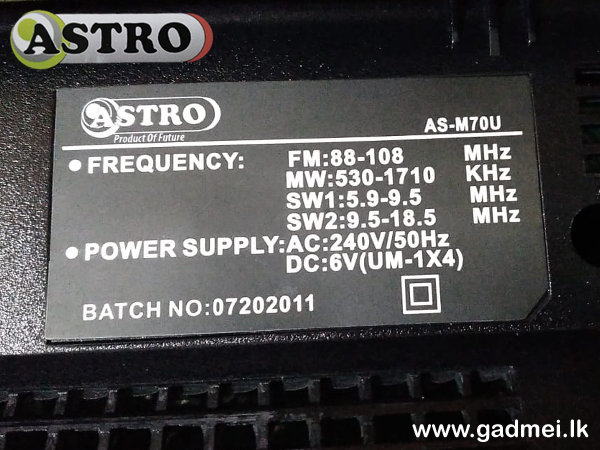 ASTRO
ASTRO
Product Of Future
AS-M70U
● FREQUENCY: FM:88-108 MHz
MW:530-1710 KHz
SW1:5.9-9.5 MHz
SW2:9.5-18.5 MHz
● POWER SUPPLY:AC:240V/50Hz
DC:6V(UM-1X4)
BATCH NO:07202011
www.gadmei.lk